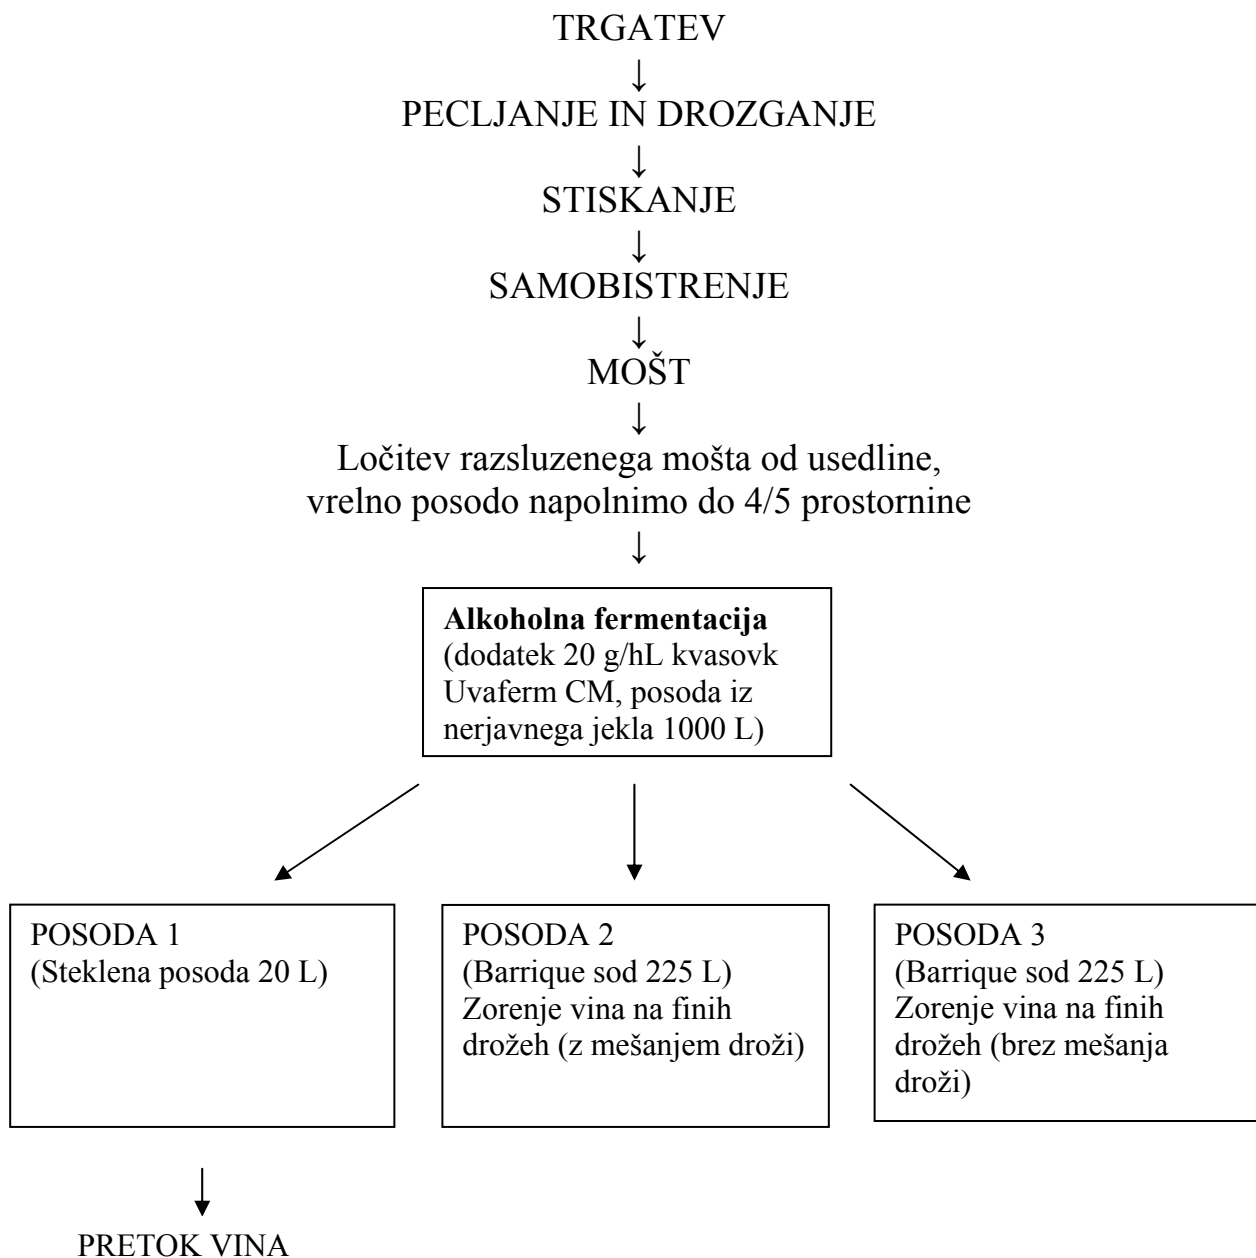 TRGATEV
↓
PECLJANJE IN DROZGANJE
↓
STISKANJE
↓
SAMOBISTRENJE
↓
MOŠT
↓
Ločitev razsluzenega mošta od usedline,
vrelno posodo napolnimo do 4/5 prostornine
↓
Alkoholna fermentacija
(dodatek 20 g/hL kvasovk
Uvaferm CM, posoda iz
nerjavnega jekla 1000 L)
POSODA 1
(Steklena posoda 20 L)
POSODA 2
(Barrique sod 225 L)
Zorenje vina na finih
drožeh (z mešanjem droži)
POSODA 3
(Barrique sod 225 L)
Zorenje vina na finih
drožeh (brez mešanja
droži)
PRETOK VINA